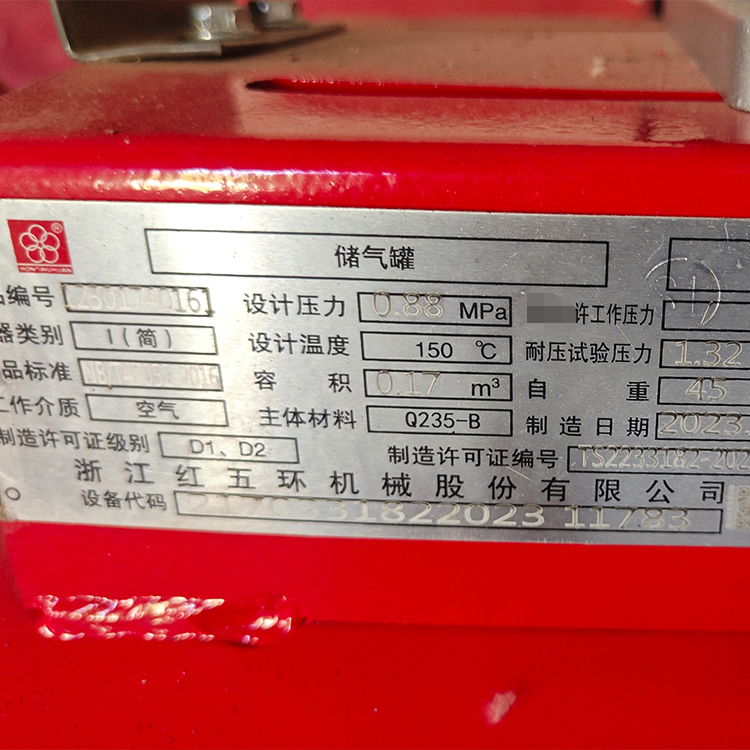 HONGWUHUAN ®
储气罐
品编号 设计压力 0.88 MPa 许工作压力
器类别 I(简) 设计温度 150 ℃ 耐压试验压力 1.32
品标准 2016 容积 0.17 m³ 自重 45
工作介质 空气 主体材料 Q235-B 制造日期 2023.
制造许可证级别 D1、D2 制造许可证编号 TS2233182-202
浙江红五环机械股份有限公司
设备代码 331822023 11783